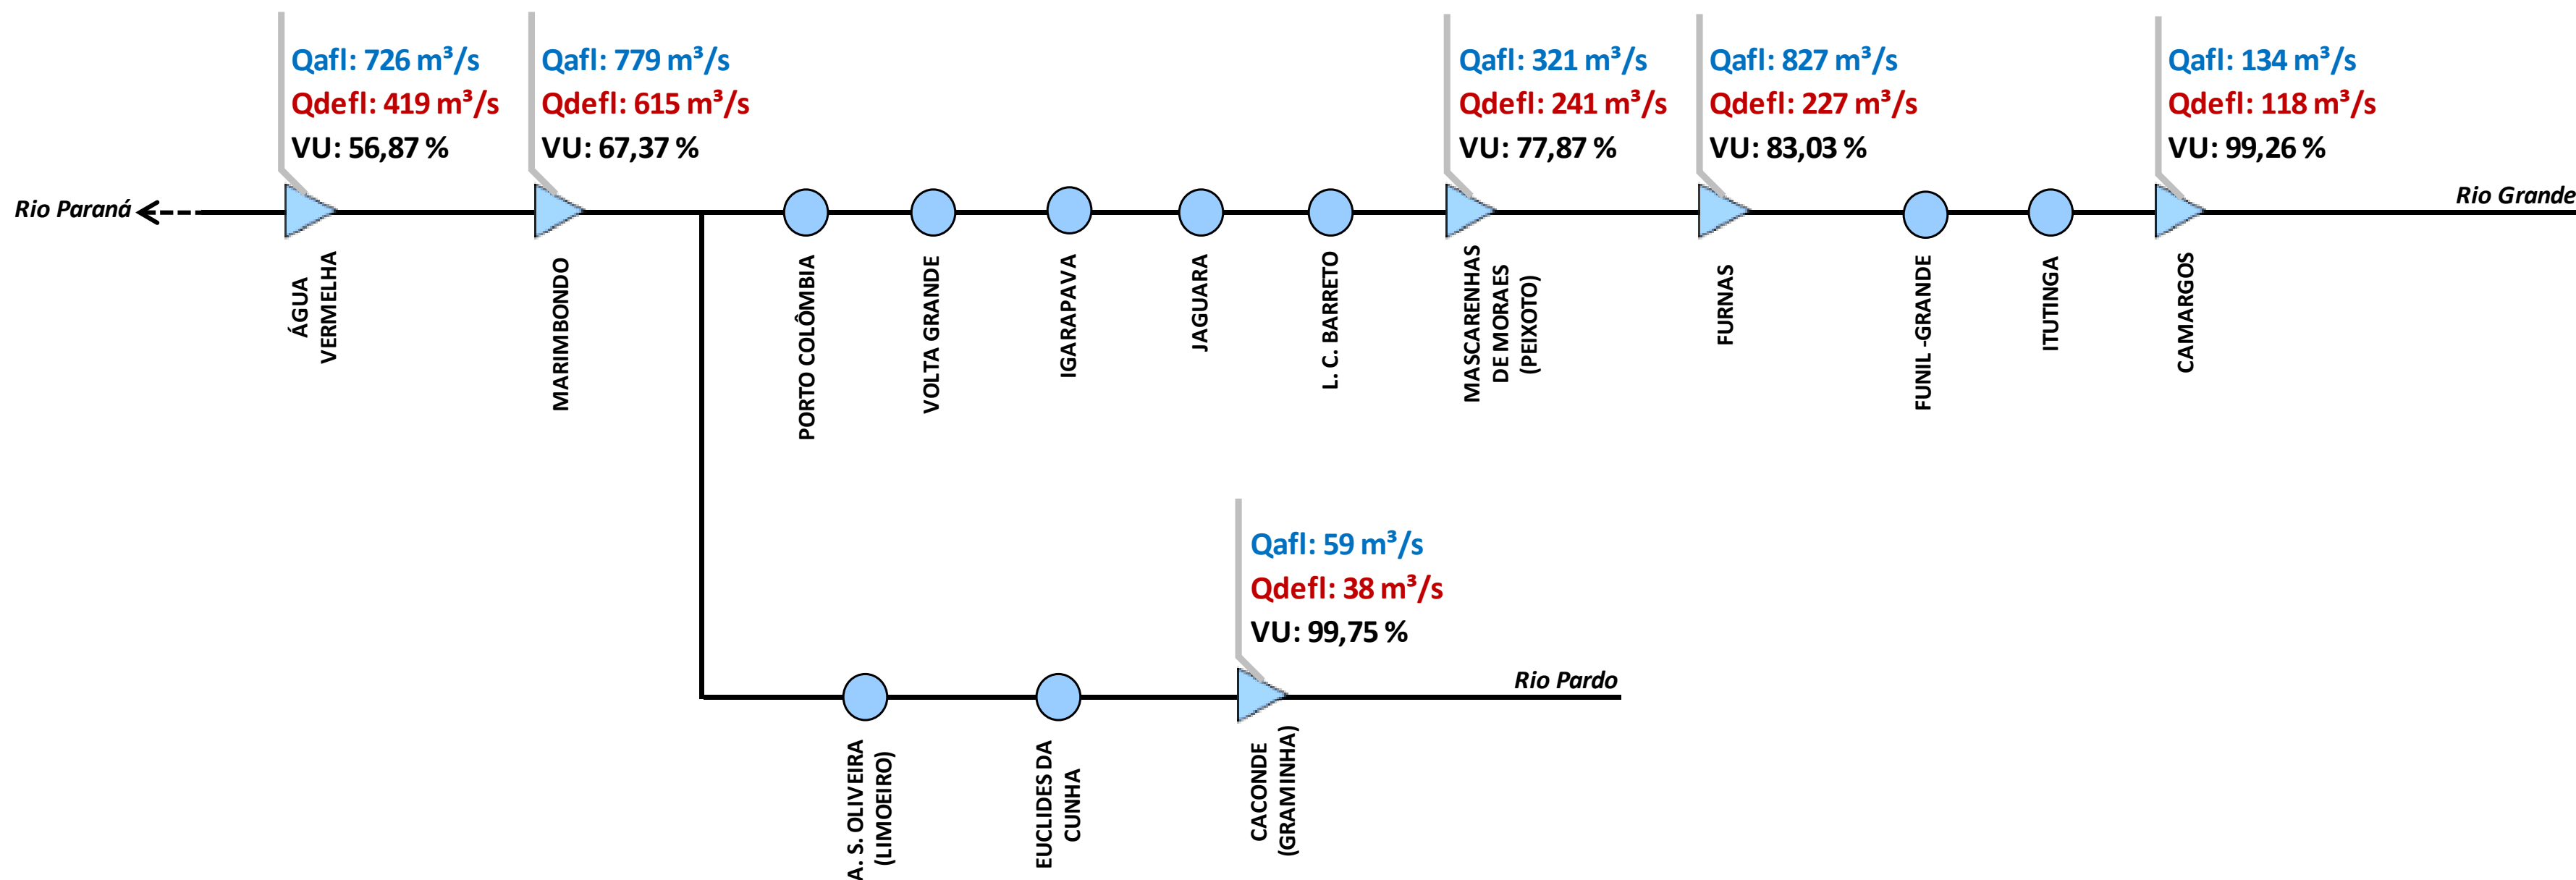 Qafl: 726 m³/s
Qdefl: 419 m³/s
VU: 56,87 %
Qafl: 779 m³/s
Qdefl: 615 m³/s
VU: 67,37 %
Qafl: 321 m³/s
Qdefl: 241 m³/s
VU: 77,87 %
Qafl: 827 m³/s
Qdefl: 227 m³/s
VU: 83,03 %
Qafl: 134 m³/s
Qdefl: 118 m³/s
VU: 99,26 %
Rio Paraná
Rio Grande
ÁGUA
VERMELHA
MARIMBONDO
PORTO COLÔMBIA
VOLTA GRANDE
IGARAPAVA
JAGUARA
L. C. BARRETO
MASCARENHAS
DE MORAES
(PEIXOTO)
FURNAS
FUNIL -GRANDE
ITUTINGA
CAMARGOS
Qafl: 59 m³/s
Qdefl: 38 m³/s
VU: 99,75 %
Rio Pardo
A. S. OLIVEIRA
(LIMOEIRO)
EUCLIDES DA
CUNHA
CACONDE
(GRAMINHA)